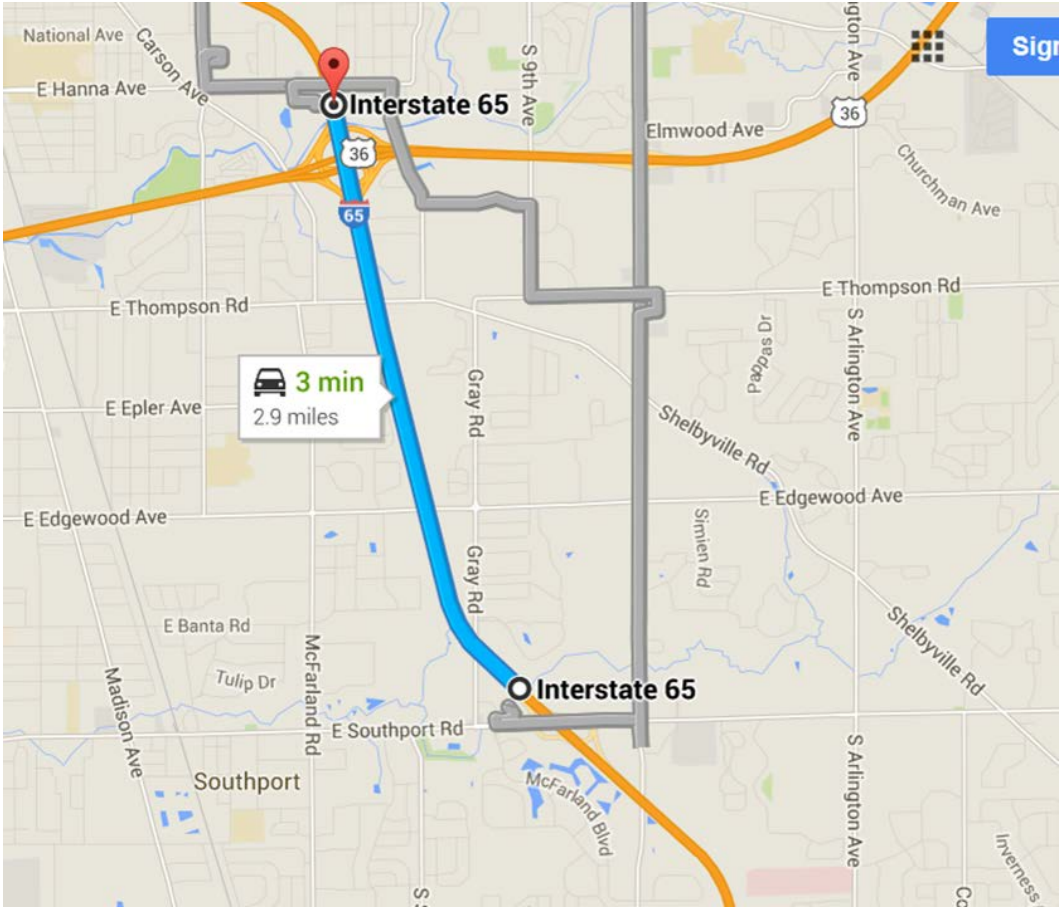 National Ave
Carson Ave
S 9th Ave
Sign
E Hanna Ave
Interstate 65
36
Elmwood Ave
36
Churchman Ave
65
E Thompson Rd
E Thompson Rd
Pappas Dr
S Arlington Ave
3 min
2.9 miles
E Epler Ave
Gray Rd
Shelbyville Rd
E Edgewood Ave
E Edgewood Ave
Simien Rd
Gray Rd
E Banta Rd
McFarland Rd
Tulip Dr
Madison Ave
Shelbyville Rd
Interstate 65
E Southport Rd
Southport
McFarland Blvd
S Arlington Ave
Inverness